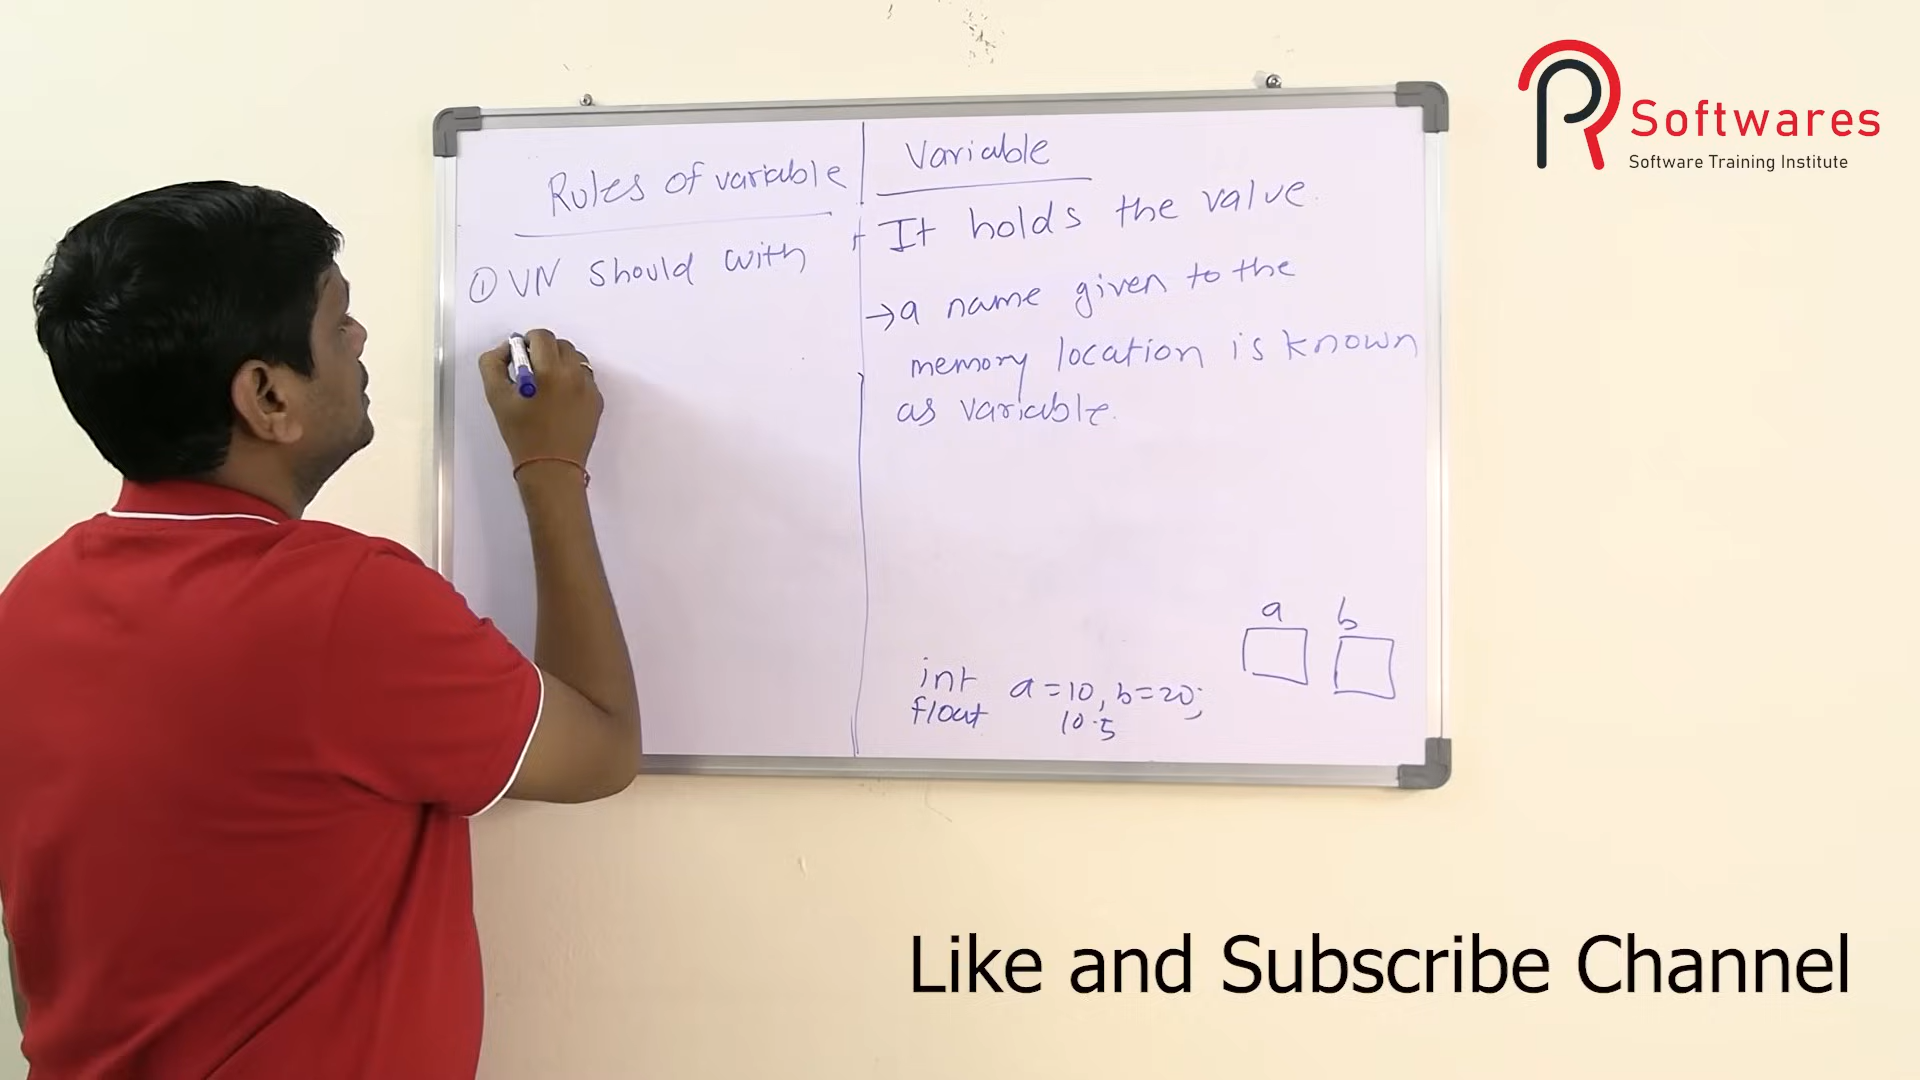 Rules of variable
① VN should with
Variable
It holds the value.
→ a name given to the
memory location is known
as variable.
a b
int a=10, b=20;
float 10.5
PR Softwares
Software Training Institute
Like and Subscribe Channel